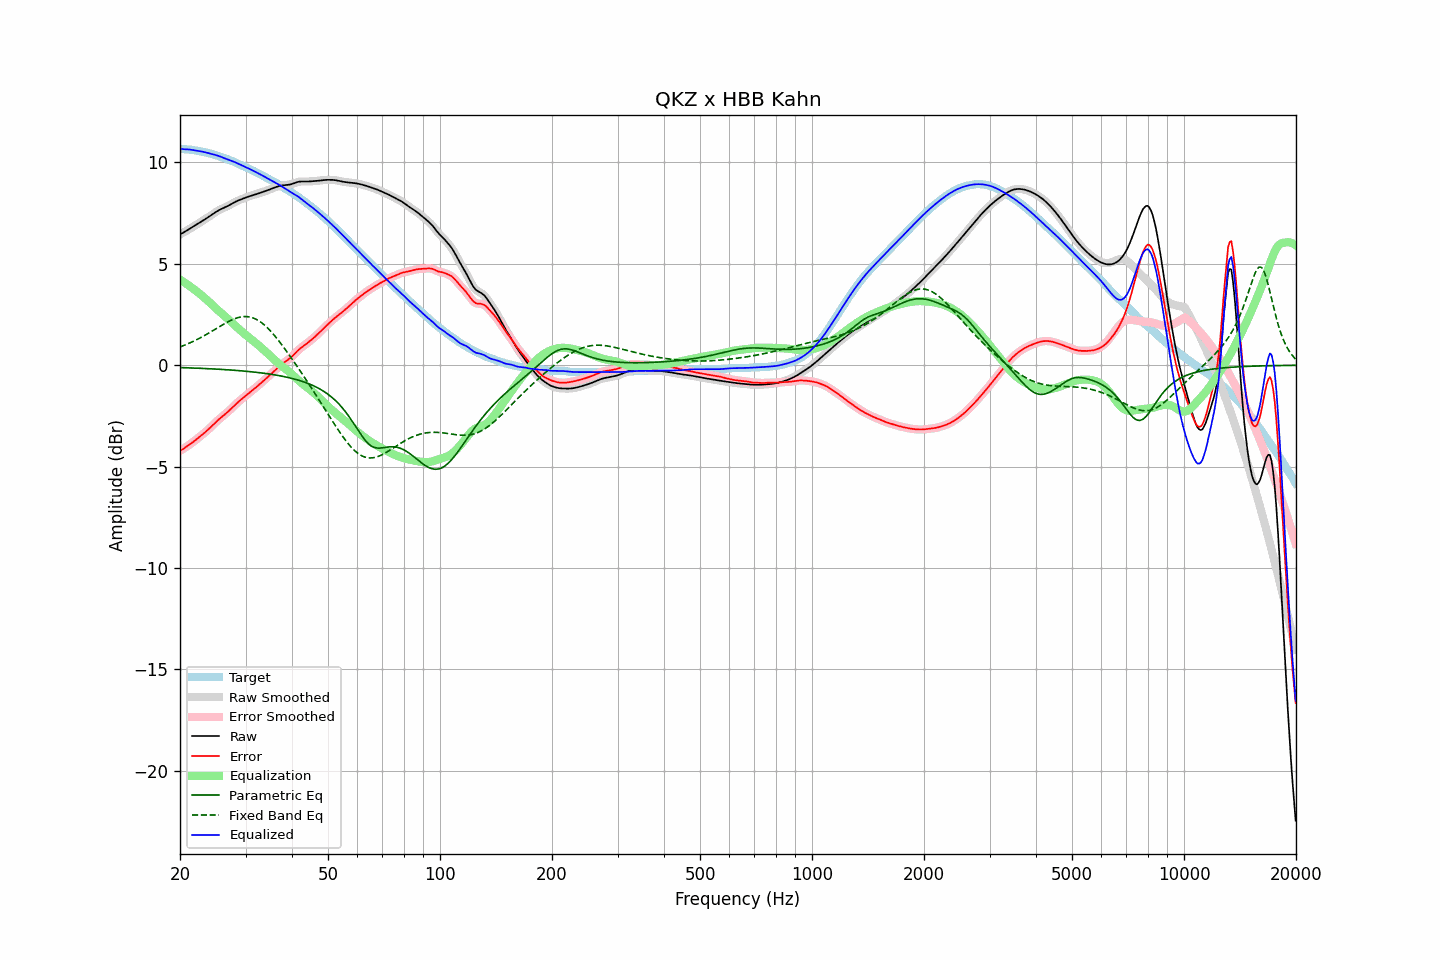 QKZ x HBB Kahn
Amplitude (dBr)
10
5
0
−5
−10
−15
−20
Target
Raw Smoothed
Error Smoothed
Raw
Error
Equalization
Parametric Eq
Fixed Band Eq
Equalized
20 50 100 200 500 1000 2000 5000 10000 20000
Frequency (Hz)